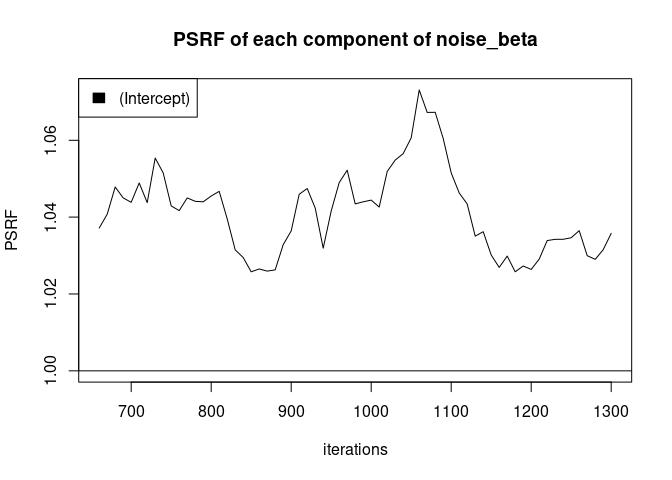 PSRF of each component of noise_beta
(Intercept)
PSRF
1.06
1.04
1.02
1.00
700 800 900 1000 1100 1200 1300
iterations